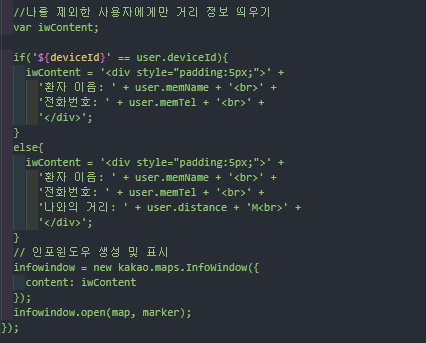 //나를 제외한 사용자에게만 거리 정보 띄우기
var iwContent;
if('${deviceId}' == user.deviceId){
iwContent = '<div style="padding:5px;">' +
'환자 이름: ' + user.memName + '<br>' +
'전화번호: ' + user.memTel + '<br>' +
'</div>';
}
else{
iwContent = '<div style="padding:5px;">' +
'환자 이름: ' + user.memName + '<br>' +
'전화번호: ' + user.memTel + '<br>' +
'나와의 거리: ' + user.distance + 'M<br>' +
'</div>';
}
// 인포윈도우 생성 및 표시
infowindow = new kakao.maps.InfoWindow({
content: iwContent
});
infowindow.open(map, marker);
});